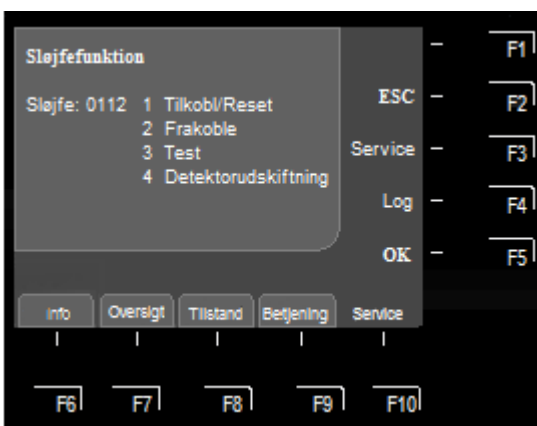 Sløjfefunktion
Sløjfe: 0112 1 Tilkobl/Reset
2 Frakoble
3 Test
4 Detektorudskiftning
ESC
Service
Log
OK
F1
F2
F3
F4
F5
Info Oversigt Tilstand Betjening Service
F6 F7 F8 F9 F10